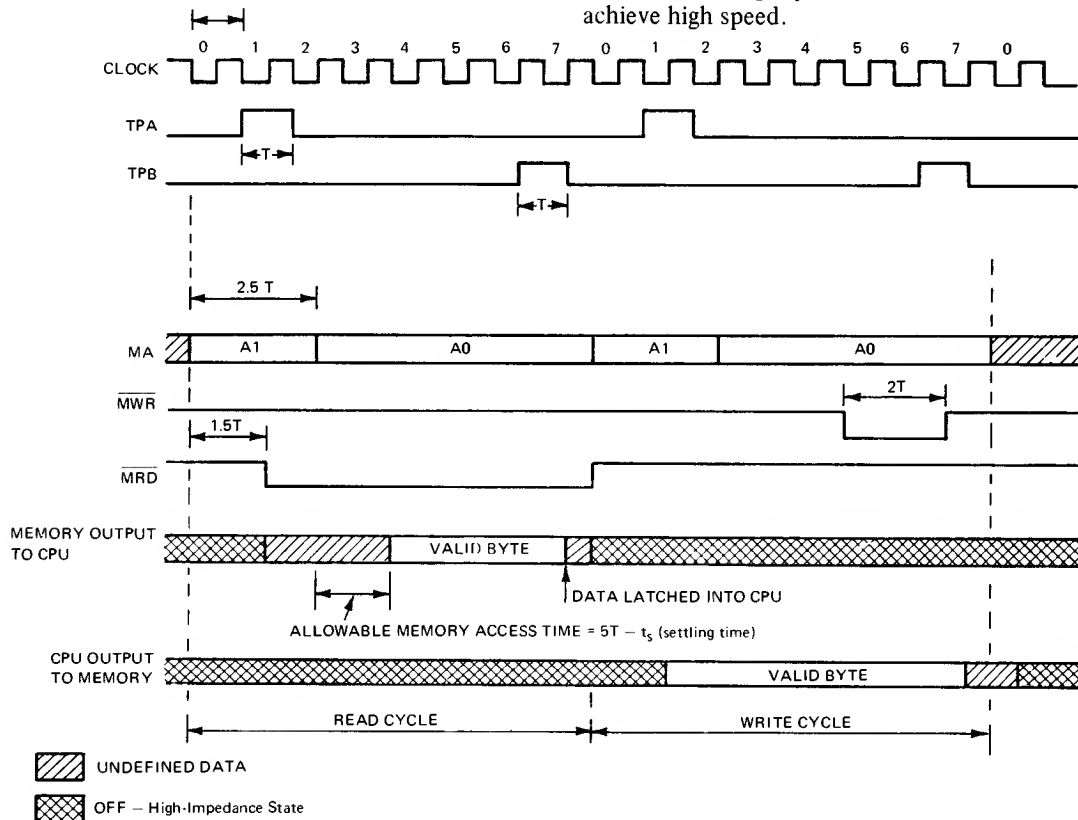 achieve high speed.
0 1 2 3 4 5 6 7 0 1 2 3 4 5 6 7 0
CLOCK
TPA
T
TPB
T
2.5 T
MA A1 A0 A1 A0
MWR 2T
1.5T
MRD
MEMORY OUTPUT
TO CPU
VALID BYTE
DATA LATCHED INTO CPU
ALLOWABLE MEMORY ACCESS TIME = 5T – ts (settling time)
CPU OUTPUT
TO MEMORY
VALID BYTE
READ CYCLE WRITE CYCLE
UNDEFINED DATA
OFF – High-Impedance State